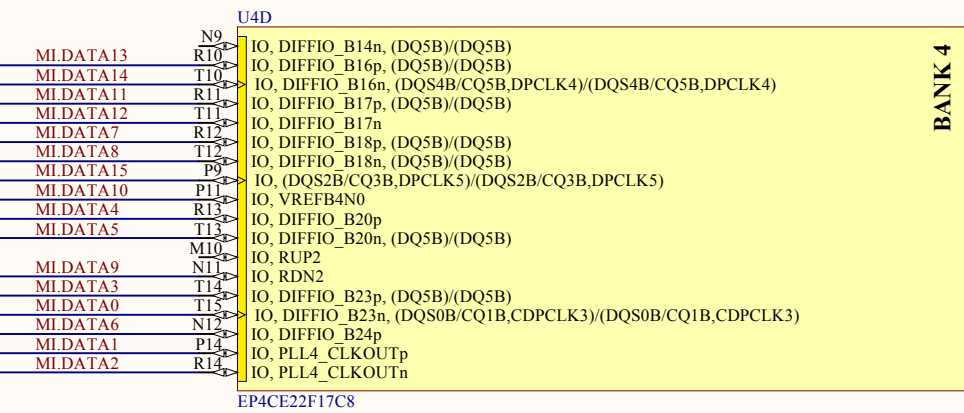 U4D
N9 IO, DIFFIO_B14n, (DQ5B)/(DQ5B)
MI.DATA13 R10 IO, DIFFIO_B16p, (DQ5B)/(DQ5B)
MI.DATA14 T10 IO, DIFFIO_B16n, (DQS4B/CQ5B,DPCLK4)/(DQS4B/CQ5B,DPCLK4)
MI.DATA11 R11 IO, DIFFIO_B17p, (DQ5B)/(DQ5B)
MI.DATA12 T11 IO, DIFFIO_B17n
MI.DATA7 R12 IO, DIFFIO_B18p, (DQ5B)/(DQ5B)
MI.DATA8 T12 IO, DIFFIO_B18n, (DQ5B)/(DQ5B)
MI.DATA15 P9 IO, (DQS2B/CQ3B,DPCLK5)/(DQS2B/CQ3B,DPCLK5)
MI.DATA10 P11 IO, VREFB4N0
MI.DATA4 R13 IO, DIFFIO_B20p
MI.DATA5 T13 IO, DIFFIO_B20n, (DQ5B)/(DQ5B)
M10 IO, RUP2
MI.DATA9 N11 IO, RDN2
MI.DATA3 T14 IO, DIFFIO_B23p, (DQ5B)/(DQ5B)
MI.DATA0 T15 IO, DIFFIO_B23n, (DQS0B/CQ1B,CDPCLK3)/(DQS0B/CQ1B,CDPCLK3)
MI.DATA6 N12 IO, DIFFIO_B24p
MI.DATA1 P14 IO, PLL4_CLKOUTp
MI.DATA2 R14 IO, PLL4_CLKOUTn
BANK 4
EP4CE22F17C8